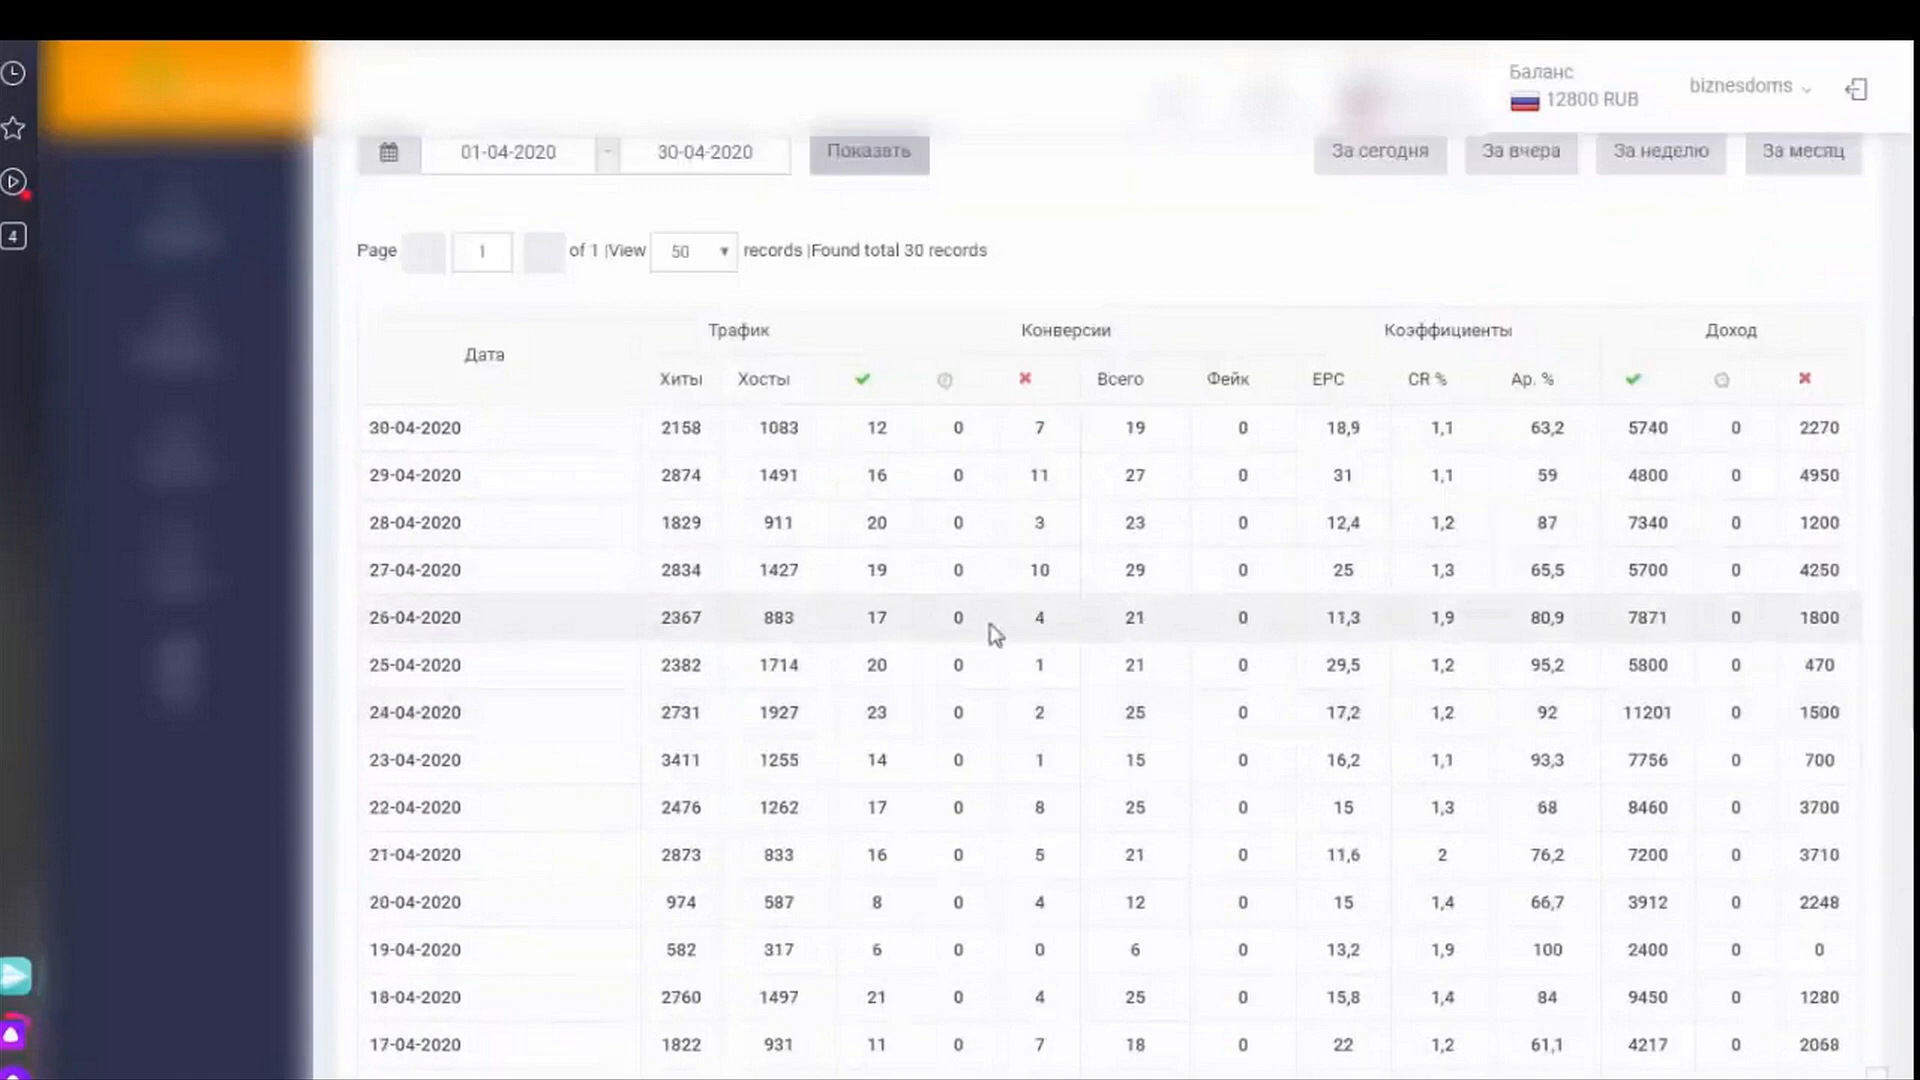 Баланс
12800 RUB
biznesdoms
4
01-04-2020 - 30-04-2020 Показать За сегодня За вчера За неделю За месяц
Page 1 of 1 |View 50 records |Found total 30 records
Дата Трафик Конверсии Коэффициенты Доход
Хиты Хосты Всего Фейк EPC CR % Ap. %
30-04-2020 2158 1083 12 0 7 19 0 18,9 1,1 63,2 5740 0 2270
29-04-2020 2874 1491 16 0 11 27 0 31 1,1 59 4800 0 4950
28-04-2020 1829 911 20 0 3 23 0 12,4 1,2 87 7340 0 1200
27-04-2020 2834 1427 19 0 10 29 0 25 1,3 65,5 5700 0 4250
26-04-2020 2367 883 17 0 4 21 0 11,3 1,9 80,9 7871 0 1800
25-04-2020 2382 1714 20 0 1 21 0 29,5 1,2 95,2 5800 0 470
24-04-2020 2731 1927 23 0 2 25 0 17,2 1,2 92 11201 0 1500
23-04-2020 3411 1255 14 0 1 15 0 16,2 1,1 93,3 7756 0 700
22-04-2020 2476 1262 17 0 8 25 0 15 1,3 68 8460 0 3700
21-04-2020 2873 833 16 0 5 21 0 11,6 2 76,2 7200 0 3710
20-04-2020 974 587 8 0 4 12 0 15 1,4 66,7 3912 0 2248
19-04-2020 582 317 6 0 0 6 0 13,2 1,9 100 2400 0 0
18-04-2020 2760 1497 21 0 4 25 0 15,8 1,4 84 9450 0 1280
17-04-2020 1822 931 11 0 7 18 0 22 1,2 61,1 4217 0 2068